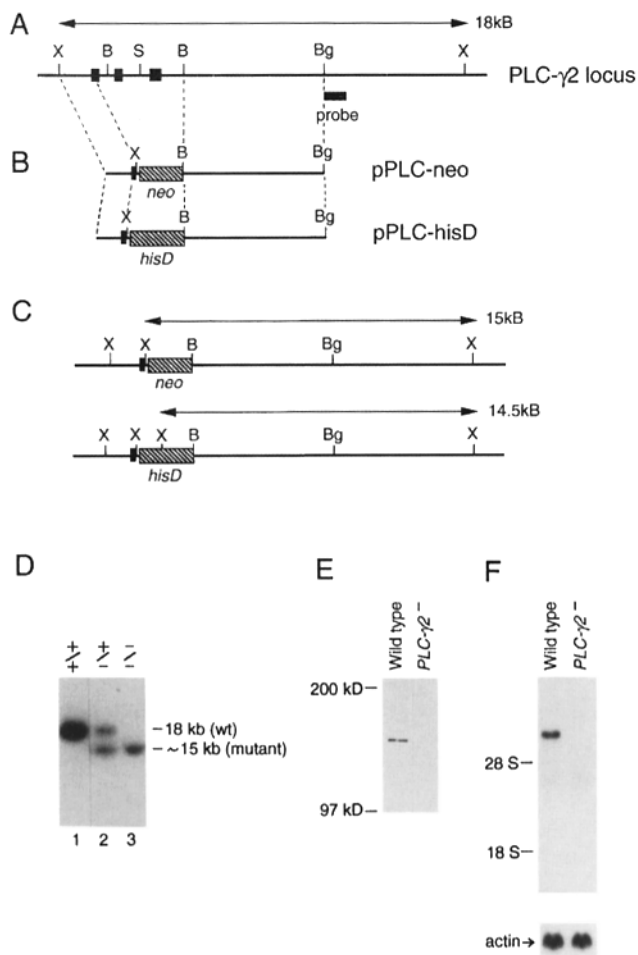 A
18kB
X B S B Bg X
PLC-γ2 locus
probe
B
X B Bg
pPLC-neo
neo
X B Bg
pPLC-hisD
hisD
C
15kB
X X B Bg X
neo
14.5kB
X X X B Bg X
hisD
D
+/+ +/- -/-
18 kb (wt)
~15 kb (mutant)
1 2 3
E
Wild type
PLC-γ2⁻
200 kD
97 kD
F
Wild type
PLC-γ2⁻
28 S
18 S
actin→